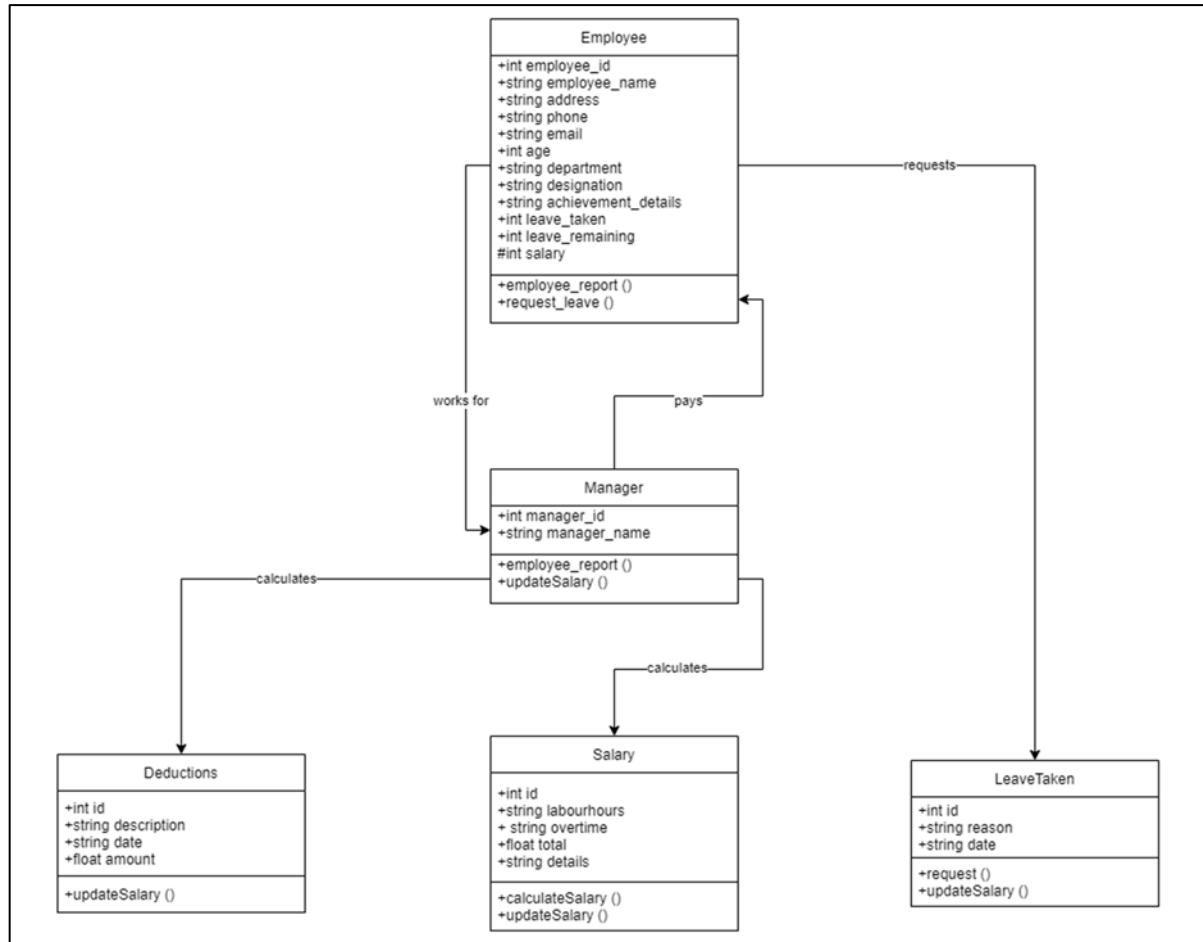 Employee
+int employee_id
+string employee_name
+string address
+string phone
+string email
+int age
+string department
+string designation
+string achievement_details
+int leave_taken
+int leave_remaining
#int salary
+employee_report ()
+request_leave ()
requests
works for
pays
Manager
+int manager_id
+string manager_name
+employee_report ()
+updateSalary ()
calculates
calculates
Deductions
+int id
+string description
+string date
+float amount
+updateSalary ()
Salary
+int id
+string labourhours
+ string overtime
+float total
+string details
+calculateSalary ()
+updateSalary ()
LeaveTaken
+int id
+string reason
+string date
+request ()
+updateSalary ()